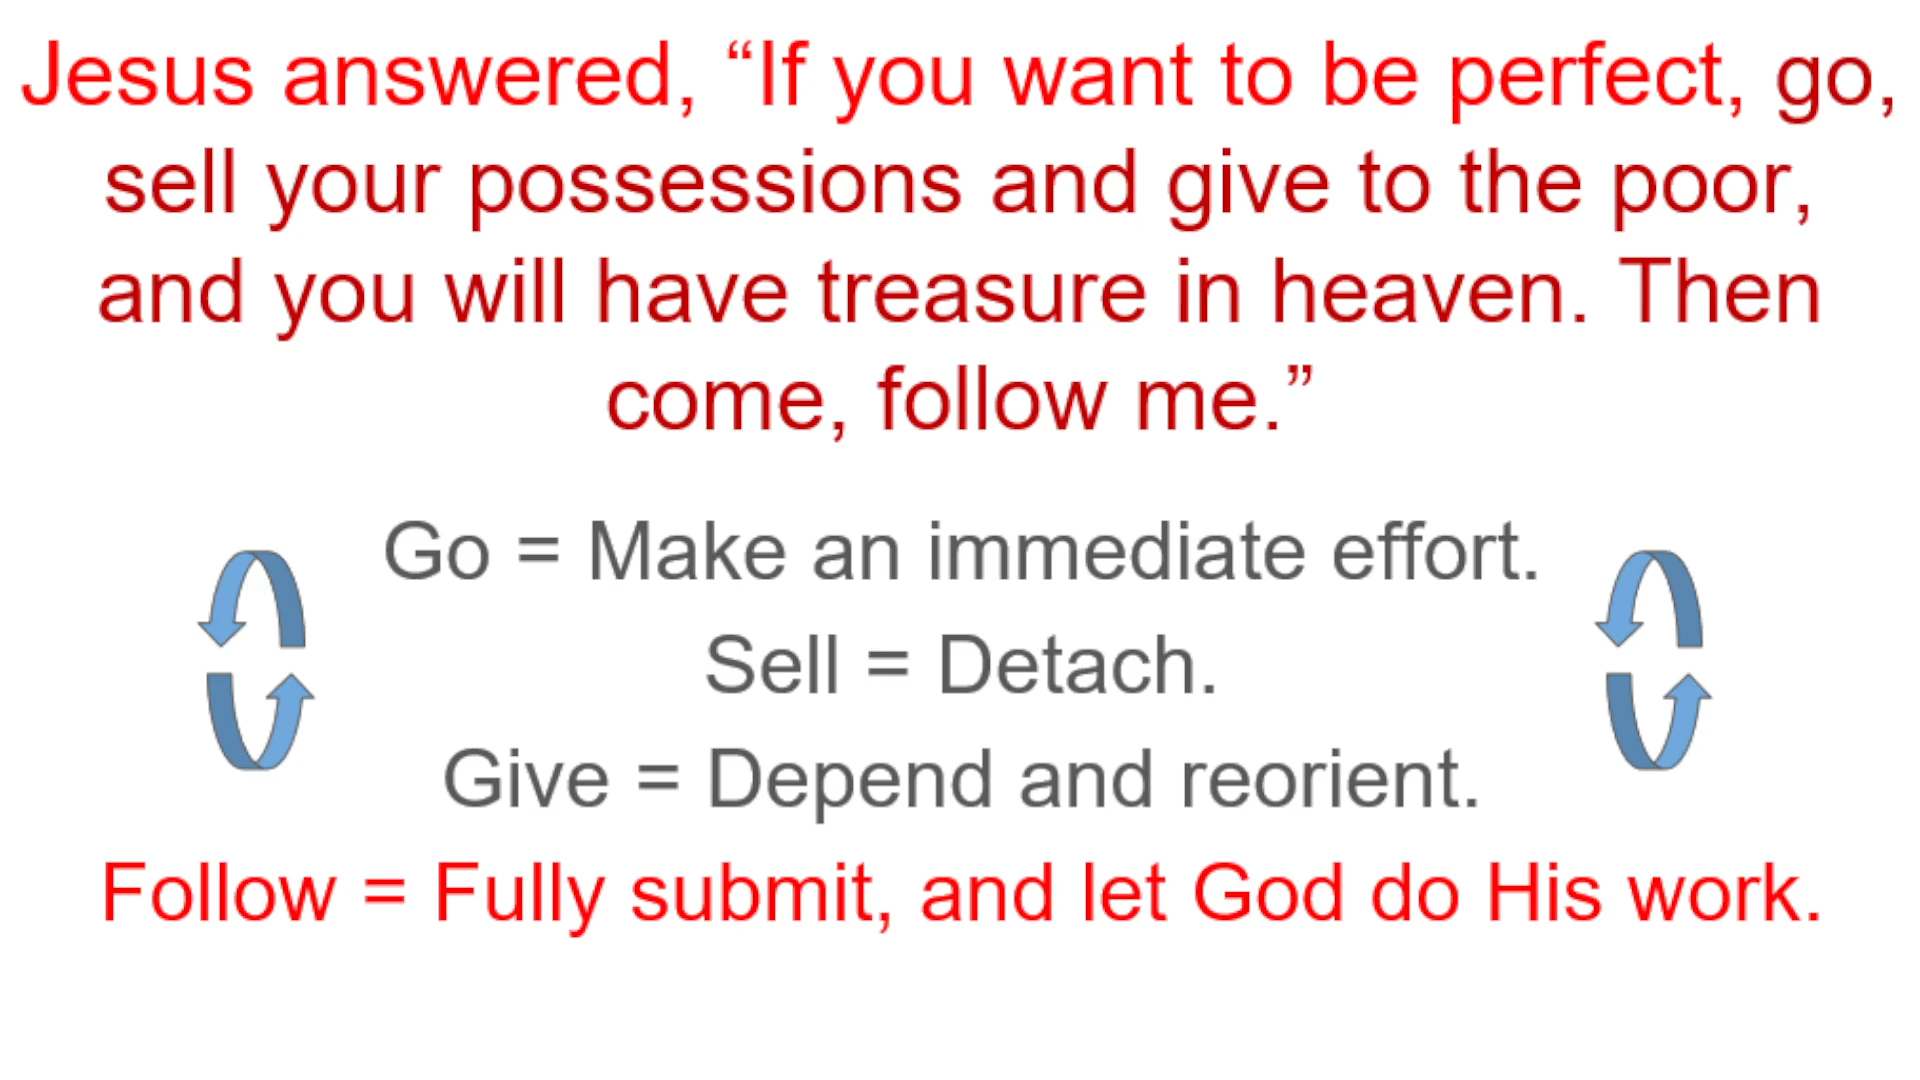 Jesus answered, “If you want to be perfect, go,
sell your possessions and give to the poor,
and you will have treasure in heaven. Then
come, follow me.”
Go = Make an immediate effort.
Sell = Detach.
Give = Depend and reorient.
Follow = Fully submit, and let God do His work.